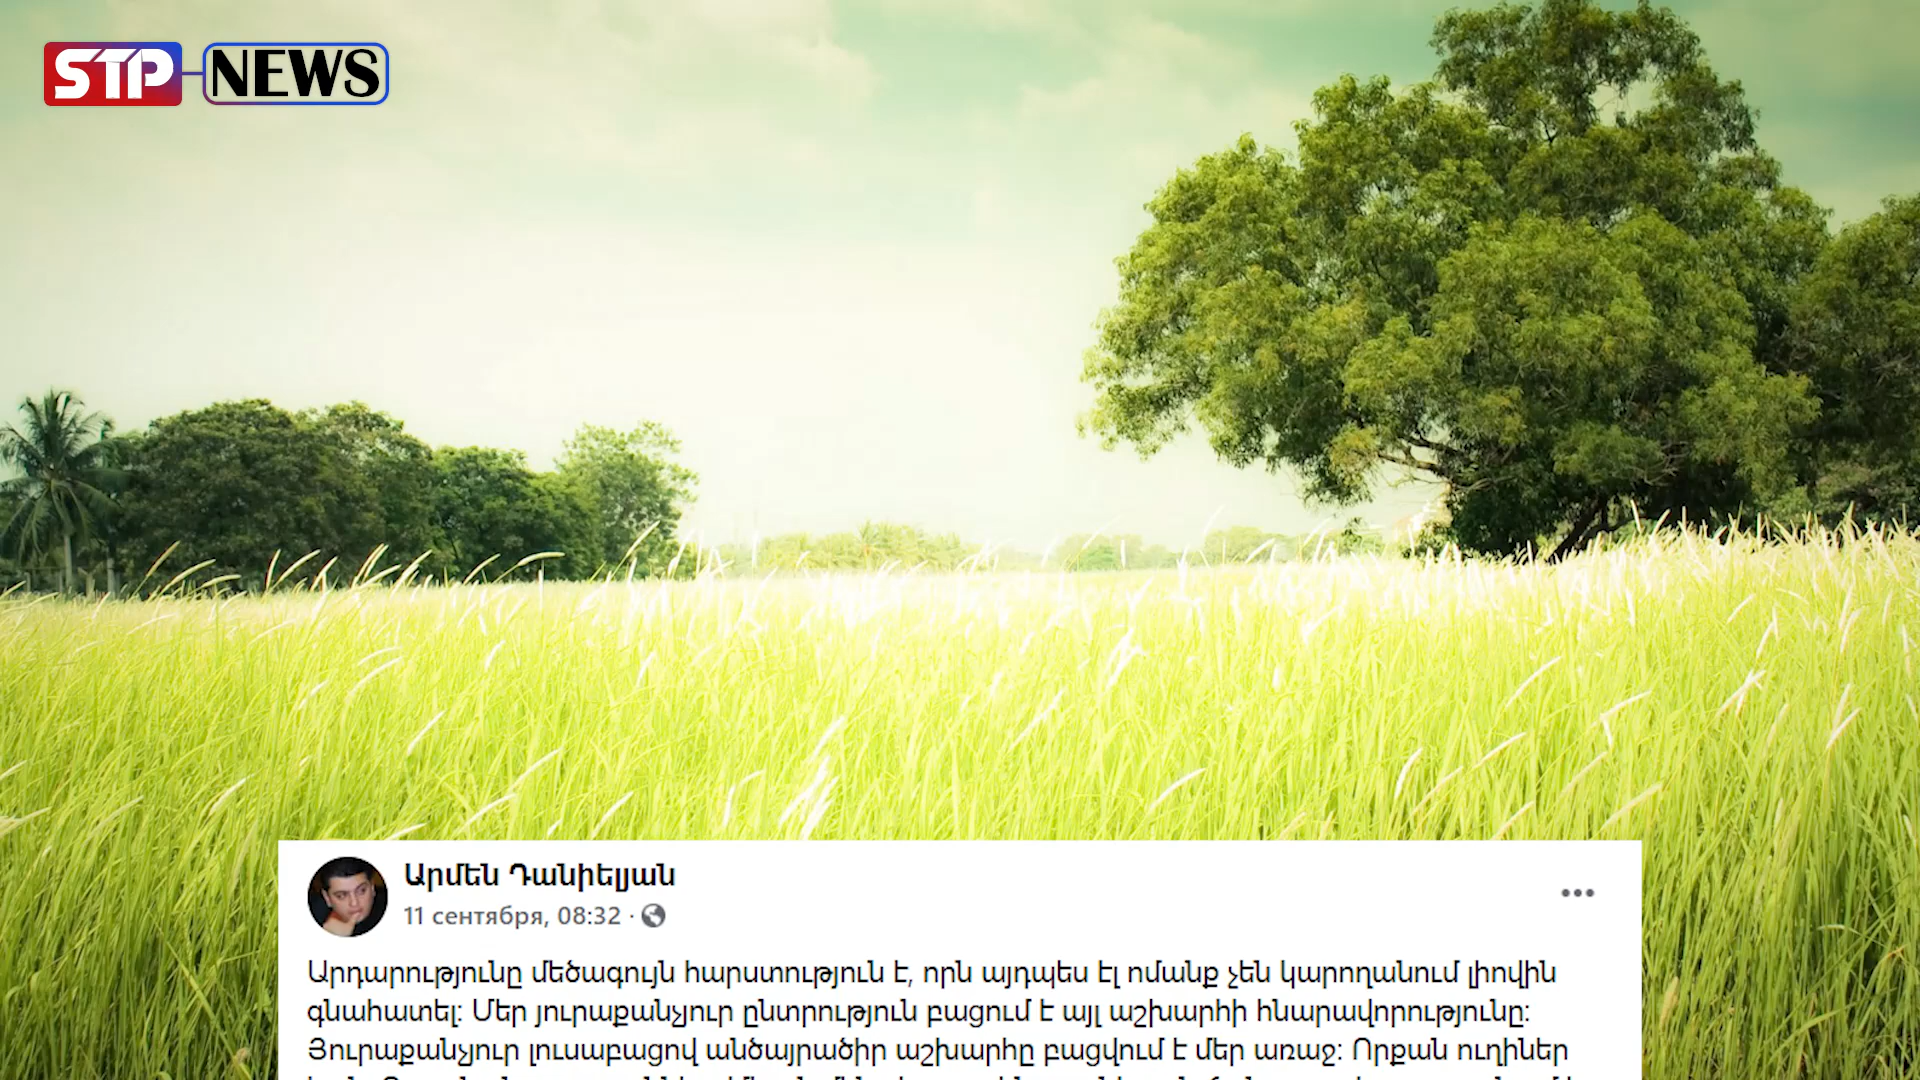 STP NEWS
Արմեն Դանիելյան
11 сентября, 08:32 ·
Արդարությունը մեծագույն հարստություն է, որն այդպես էլ ոմանք չեն կարողանում լիովին
գնահատել։ Մեր յուրաքանչյուր ընտրություն բացում է այլ աշխարհի հնարավորությունը։
Յուրաքանչյուր լուսաբացով անծայրածիր աշխարհը բացվում է մեր առաջ։ Որքան ուղիներ